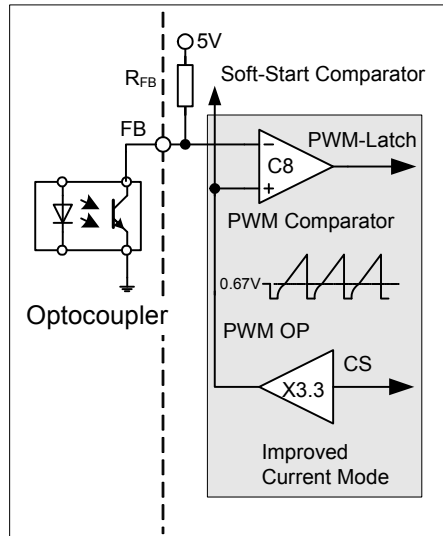 5V
RFB
Soft-Start Comparator
FB
PWM-Latch
C8
PWM Comparator
0.67V
Optocoupler
PWM OP
CS
X3.3
Improved
Current Mode